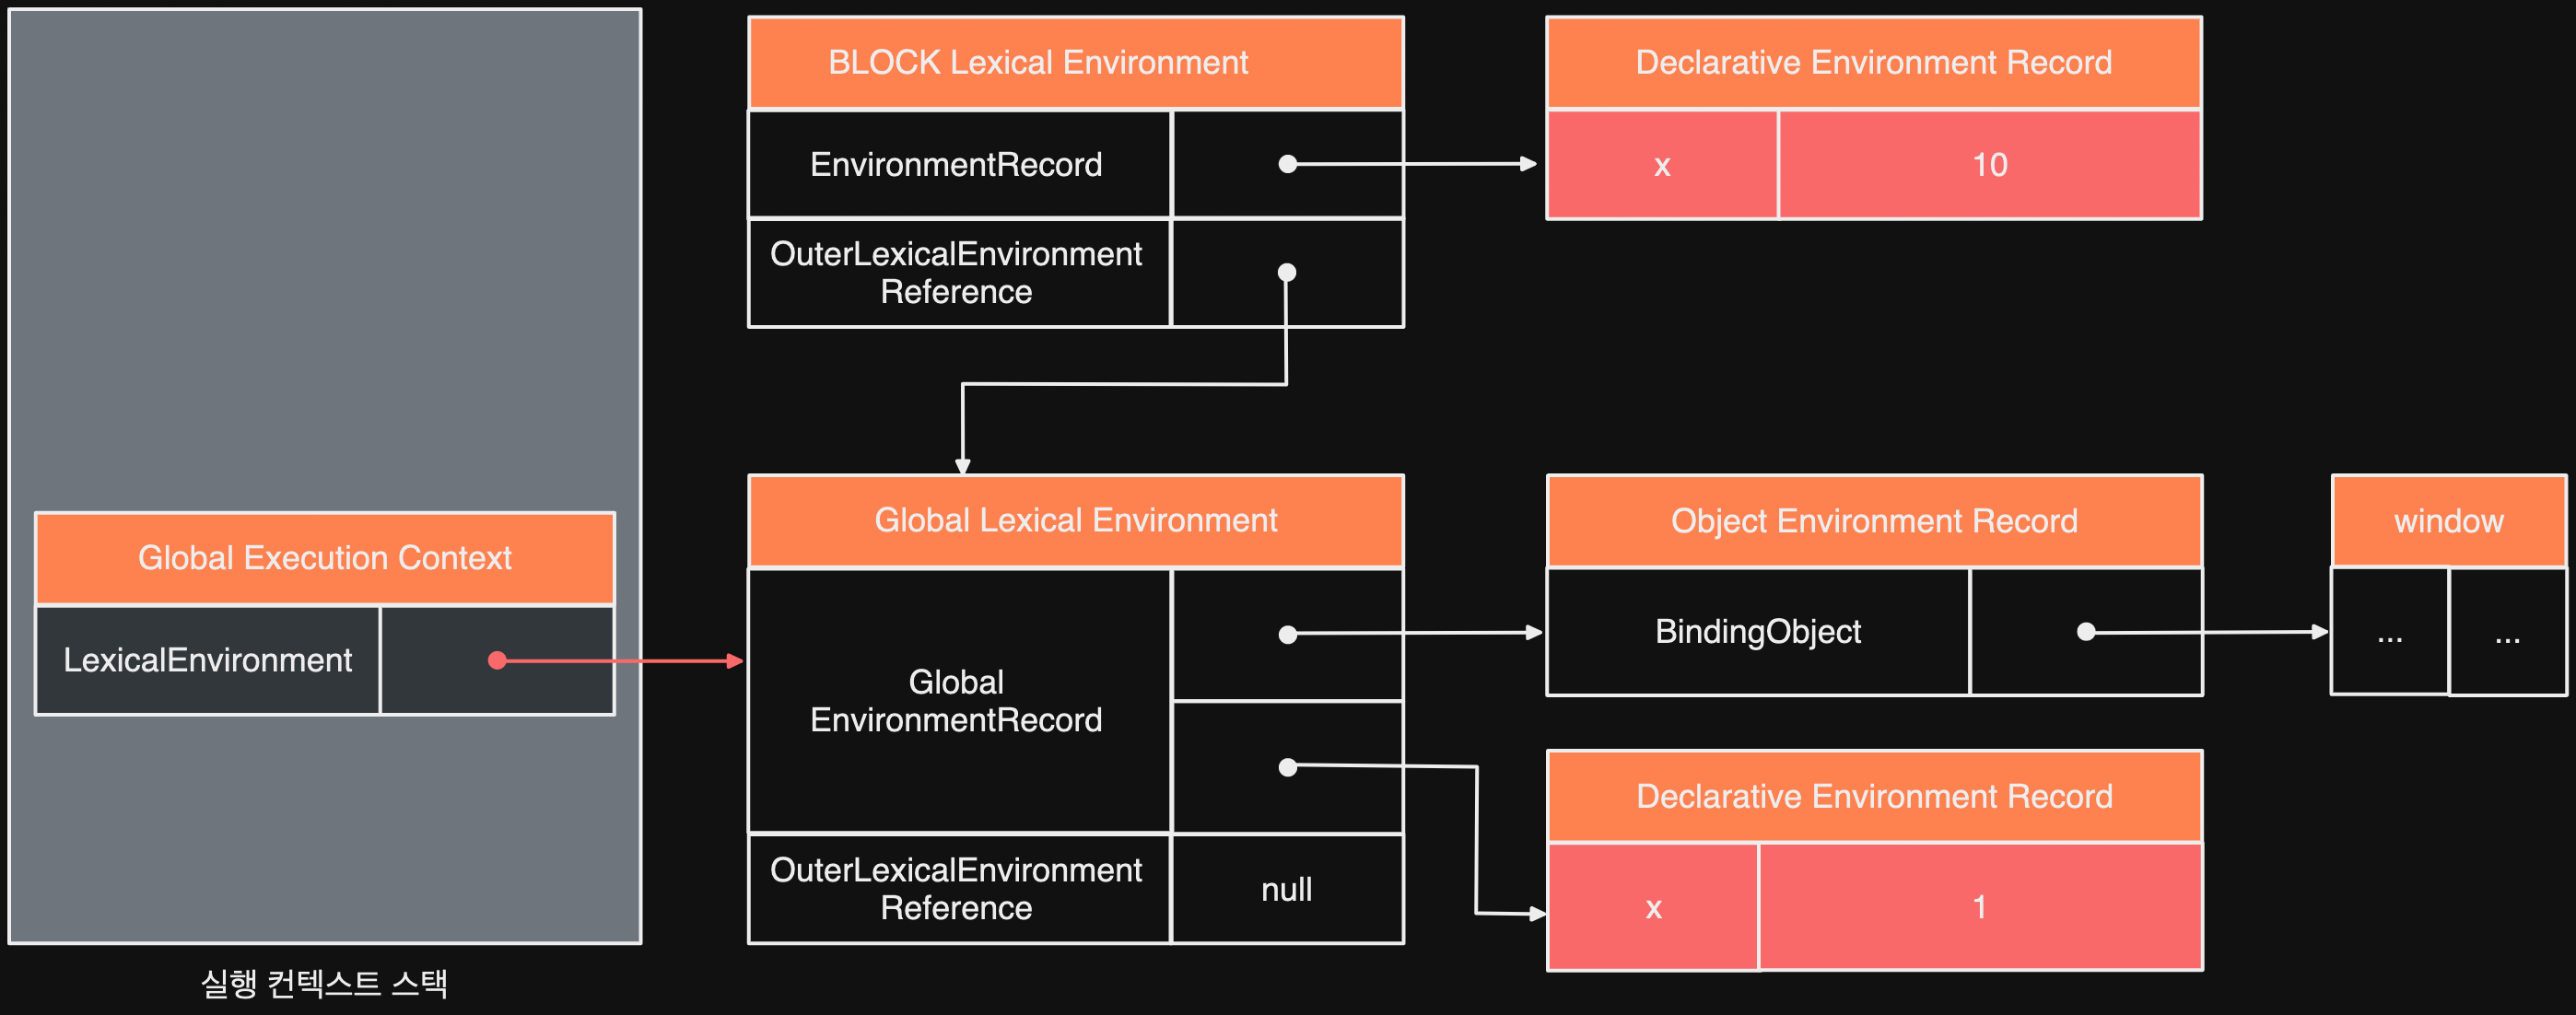 BLOCK Lexical Environment
EnvironmentRecord
OuterLexicalEnvironment
Reference
Declarative Environment Record
x
10
Global Execution Context
LexicalEnvironment
Global Lexical Environment
Global
EnvironmentRecord
OuterLexicalEnvironment
Reference
null
Object Environment Record
BindingObject
window
...
...
Declarative Environment Record
x
1
실행 컨텍스트 스택